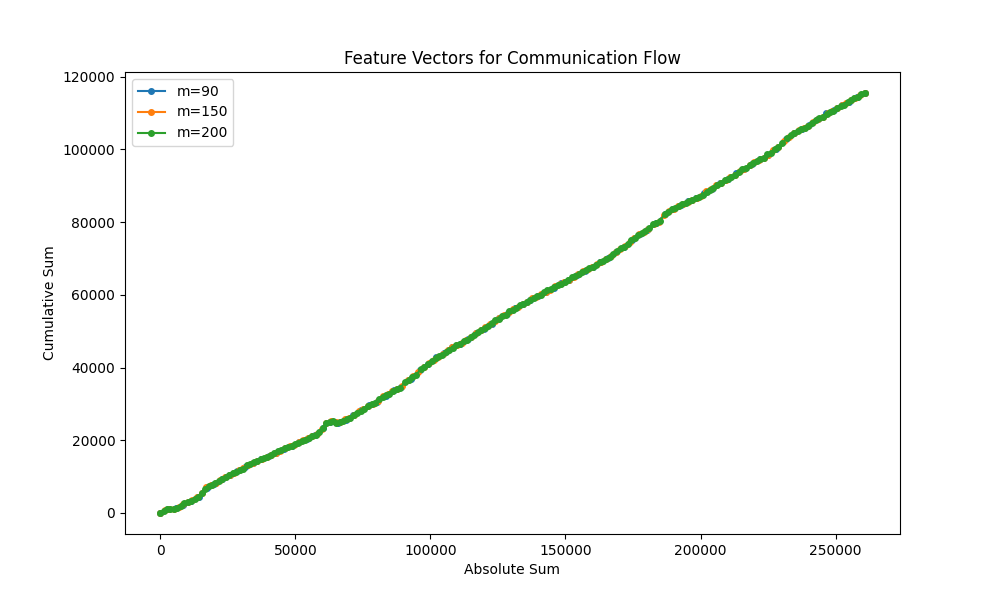 Feature Vectors for Communication Flow
120000
100000
80000
60000
40000
20000
0
Cumulative Sum
m=90
m=150
m=200
0 50000 100000 150000 200000 250000
Absolute Sum